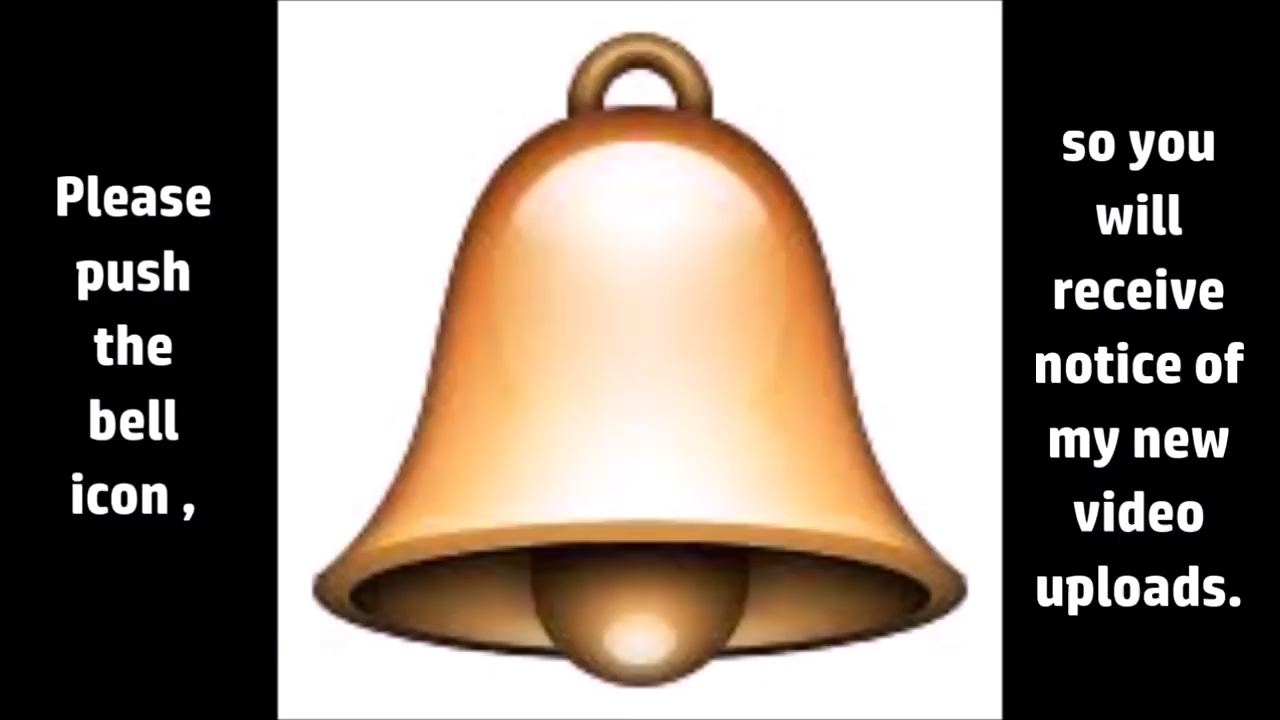 Please
push
the
bell
icon ,
so you
will
receive
notice of
my new
video
uploads.